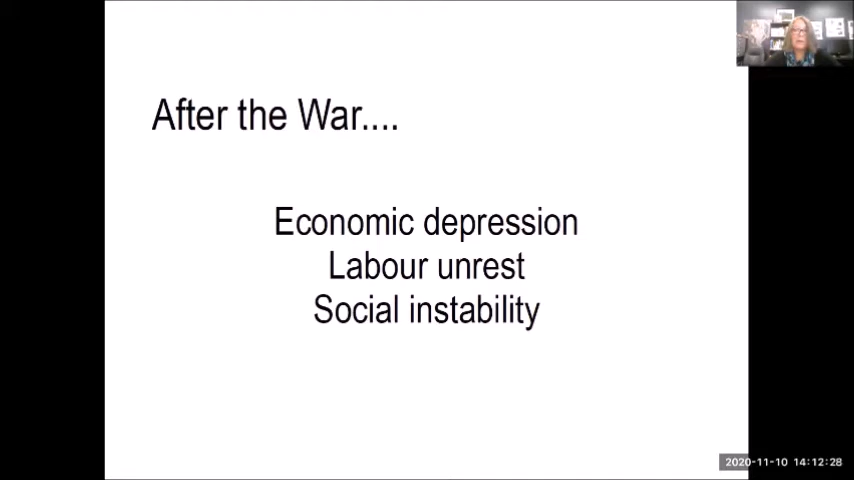 After the War....
Economic depression
Labour unrest
Social instability
2020-11-10 14:12:28